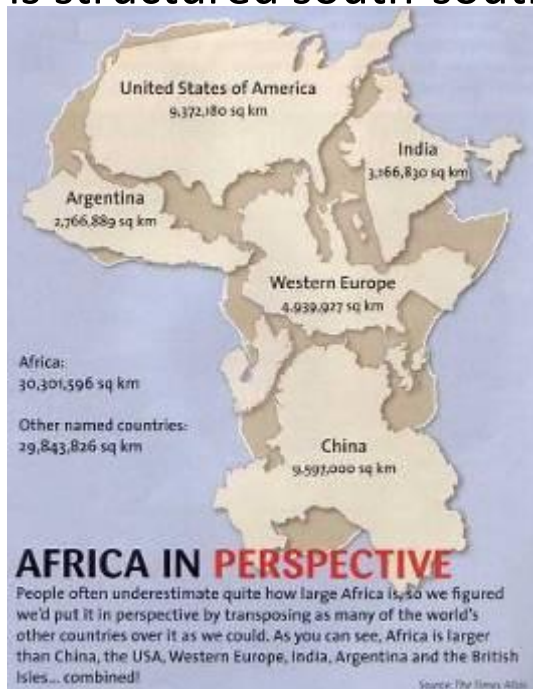 is structured south-sout
United States of America
9,372,180 sq km
India
3,166,830 sq km
Argentina
2,766,889 sq km
Western Europe
4,939,927 sq km
Africa:
30,301,596 sq km
Other named countries:
29,843,826 sq km
China
9,597,000 sq km
AFRICA IN PERSPECTIVE
People often underestimate quite how large Africa is, so we figured
we'd put it in perspective by transposing as many of the world's
other countries over it as we could. As you can see, Africa is larger
than China, the USA, Western Europe, India, Argentina and the British
Isles... combined!
Source: The Times Atlas